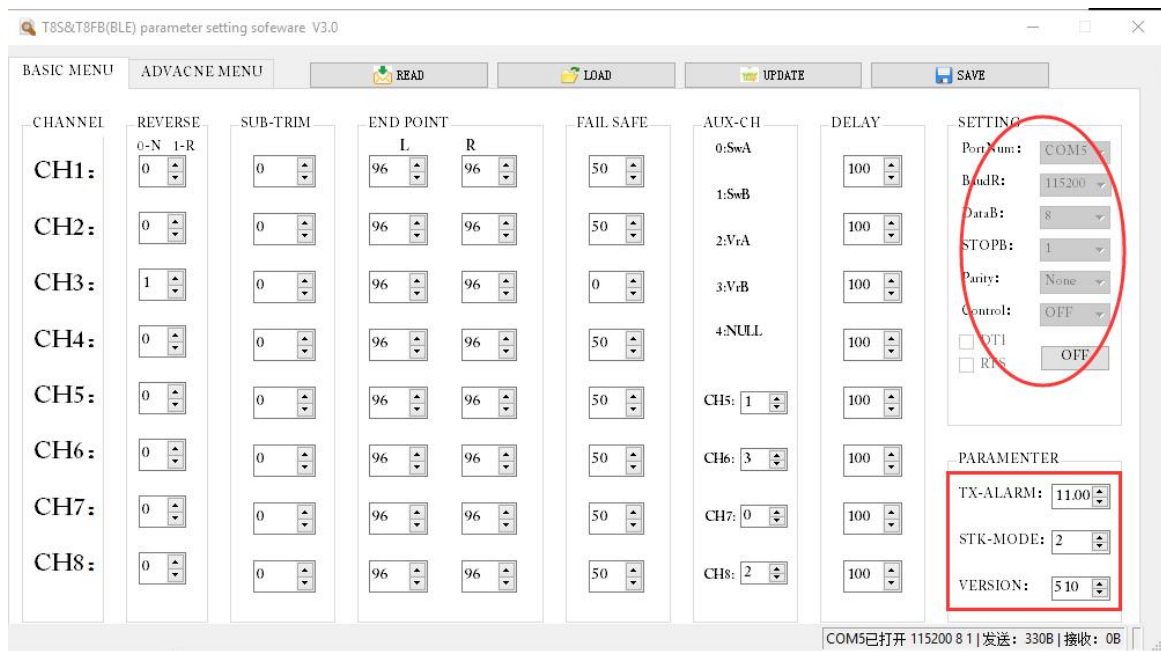 T8S&T8FB(BLE) parameter setting sofeware V3.0
BASIC MENU ADVACNE MENU READ LOAD UPDATE SAVE
CHANNEL REVERSE SUB-TRIM END POINT FAIL SAFE AUX-CH DELAY SETTING
0-N 1-R L R 0:SwA PortNum: COM5
CH1: 0 0 96 96 50 100
1:SwB BaudR: 115200
CH2: 0 0 96 96 50 100 DataB: 8
2:VrA STOPB: 1
CH3: 1 0 96 96 0 3:VrB 100 Parity: None
Control: OFF
CH4: 0 0 96 96 50 4:NULL 100 DT1
RTS OFF
CH5: 0 0 96 96 50 CH5: 1 100
CH6: 0 0 96 96 50 CH6: 3 100 PARAMENTER
CH7: 0 0 96 96 50 CH7: 0 100 TX-ALARM: 11.00
STK-MODE: 2
CH8: 0 0 96 96 50 CH8: 2 100 VERSION: 510
COM5已打开 115200 8 1 | 发送: 330B | 接收: 0B